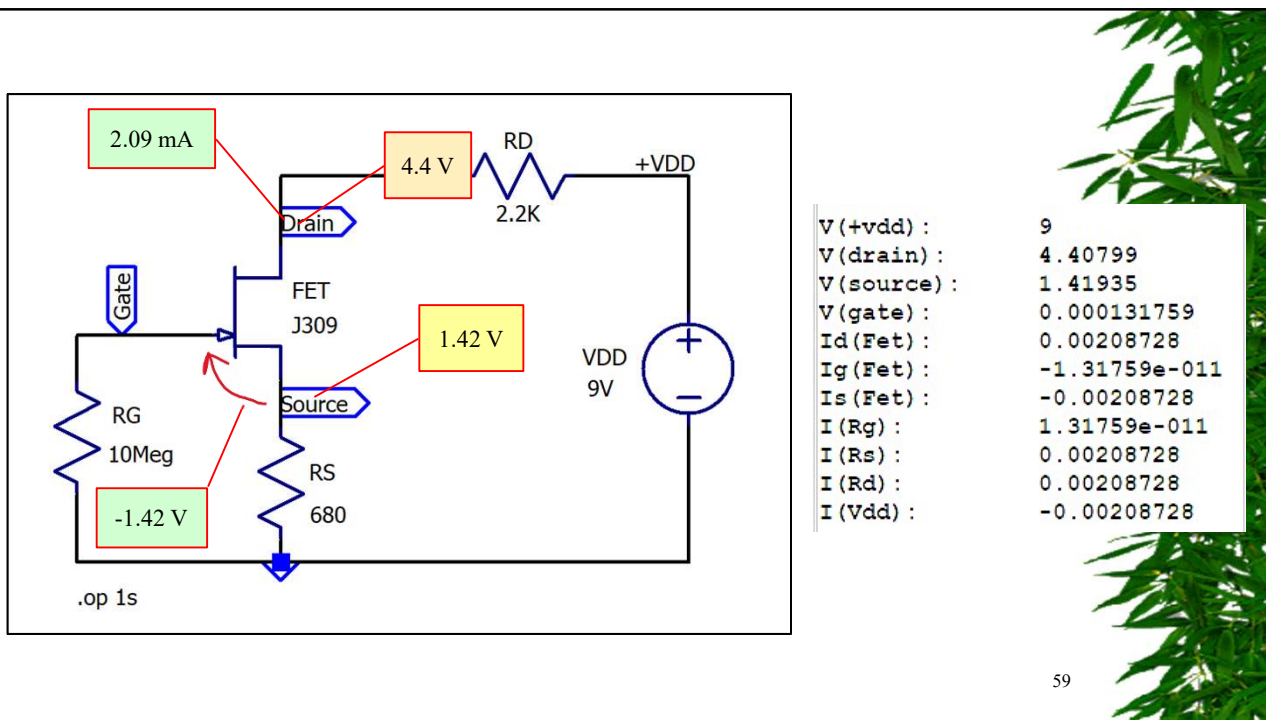 2.09 mA
4.4 V
RD
+VDD
2.2K
Drain
Gate
FET
J309
1.42 V
VDD
9V
Source
RG
10Meg
RS
680
-1.42 V
.op 1s
V(+vdd): 9
V(drain): 4.40799
V(source): 1.41935
V(gate): 0.000131759
Id(Fet): 0.00208728
Ig(Fet): -1.31759e-011
Is(Fet): -0.00208728
I(Rg): 1.31759e-011
I(Rs): 0.00208728
I(Rd): 0.00208728
I(Vdd): -0.00208728
59